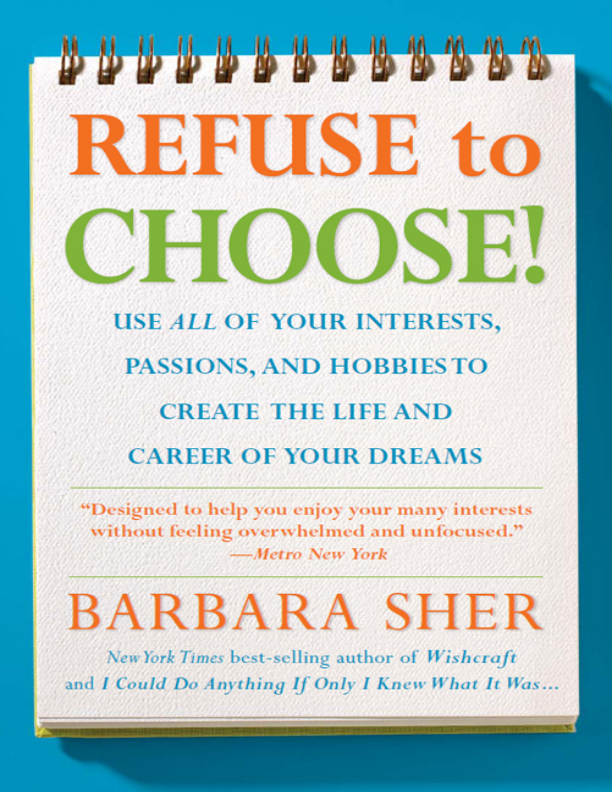 REFUSE to
CHOOSE!
USE ALL OF YOUR INTERESTS,
PASSIONS, AND HOBBIES TO
CREATE THE LIFE AND
CAREER OF YOUR DREAMS
“Designed to help you enjoy your many interests
without feeling overwhelmed and unfocused.”
—Metro New York
BARBARA SHER
New York Times best-selling author of Wishcraft
and I Could Do Anything If Only I Knew What It Was...